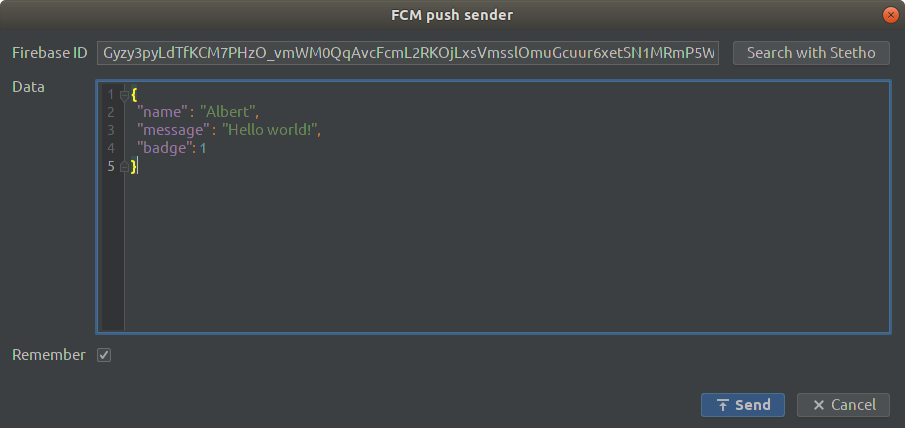 FCM push sender
Firebase ID Gyzy3pyLdTfKCM7PHzO_vmWM0QqAvcFcmL2RKOjLxsVmsslOmuGcuur6xetSN1MRmP5W Search with Stetho
Data
1 {
2 "name" : "Albert",
3 "message" : "Hello world!",
4 "badge": 1
5 }
Remember
Send Cancel